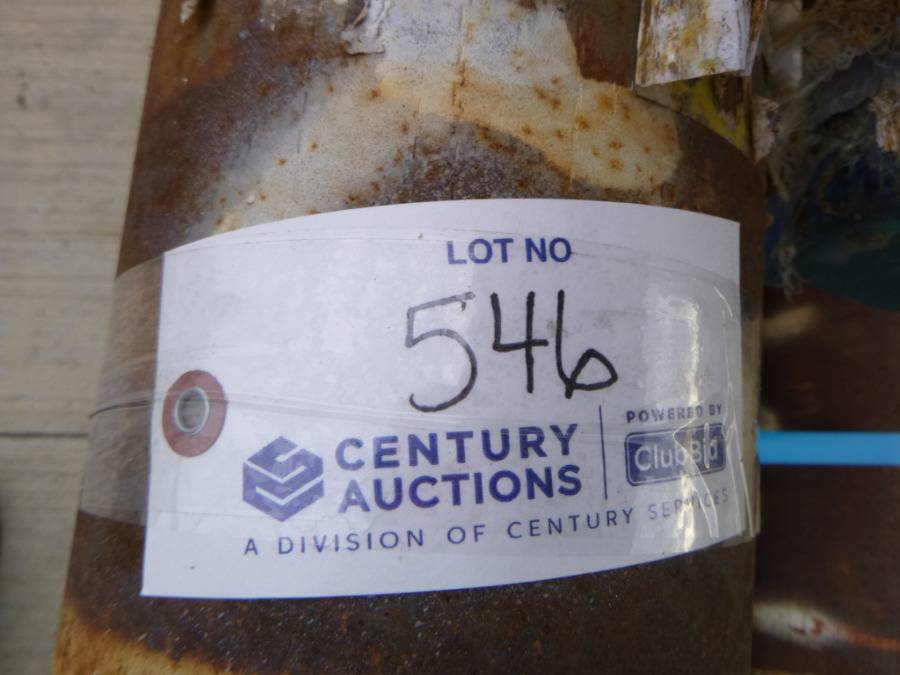 LOT NO
546
CENTURY AUCTIONS
POWERED BY
ClubBid
A DIVISION OF CENTURY SERVICES